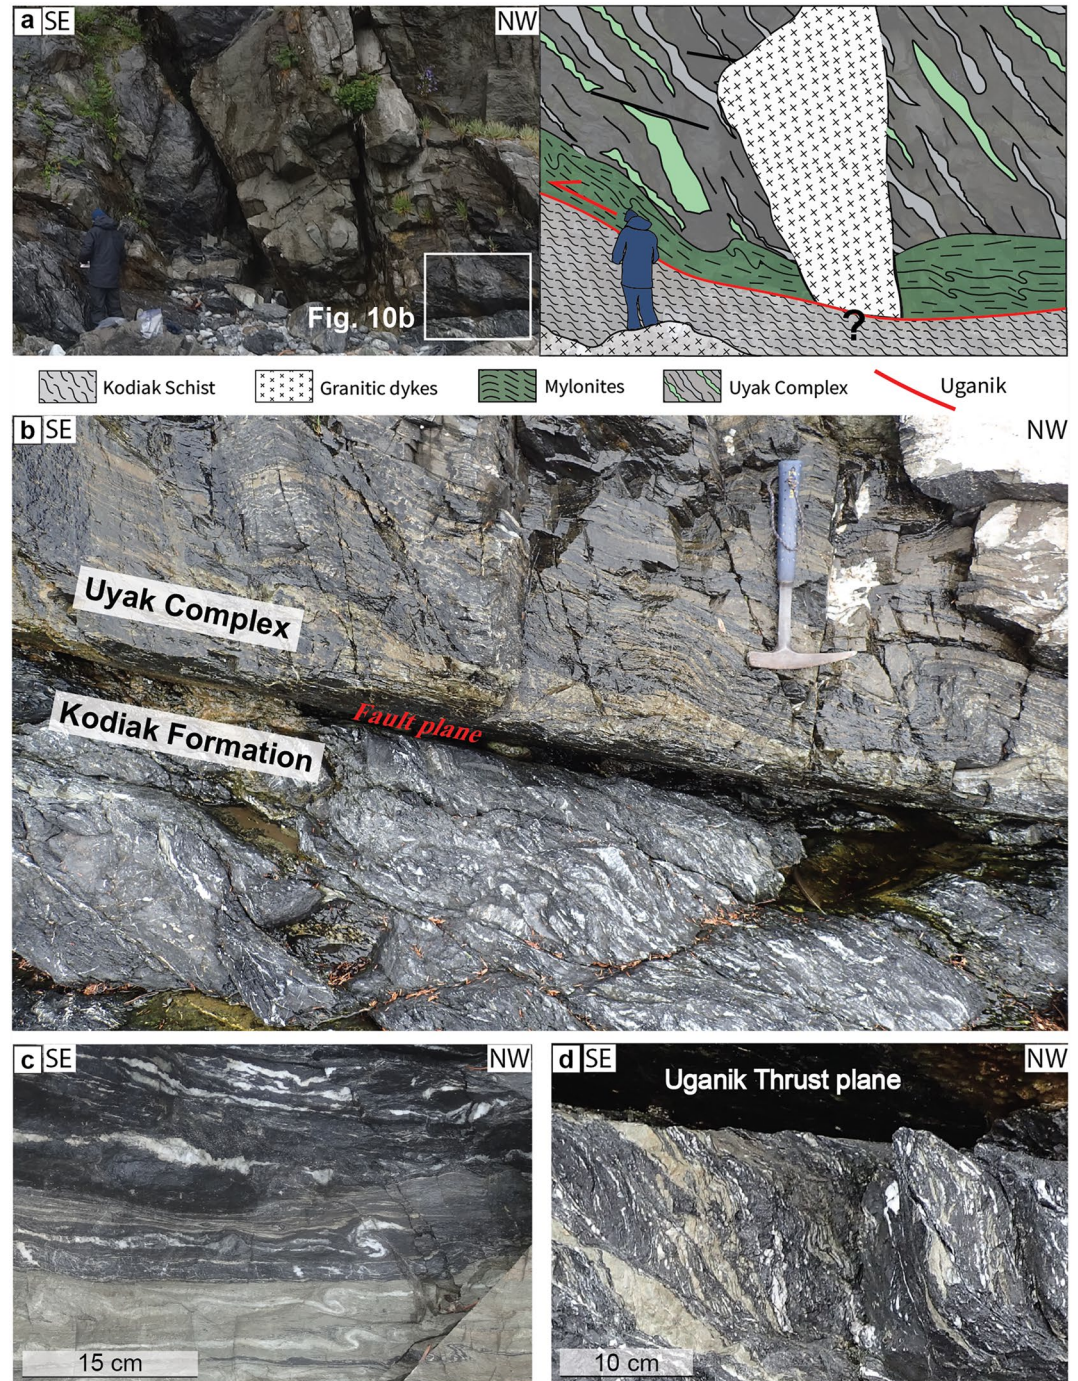 a SE
NW
Fig. 10b
?
Kodiak Schist
Granitic dykes
Mylonites
Uyak Complex
Uganik
b SE
NW
Uyak Complex
Kodiak Formation
Fault plane
c SE
NW
15 cm
d SE
NW
Uganik Thrust plane
10 cm